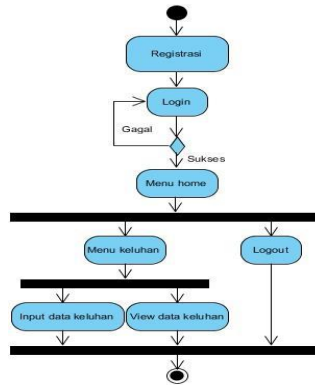 Registrasi
Login
Gagal
Sukses
Menu home
Menu keluhan
Logout
Input data keluhan
View data keluhan